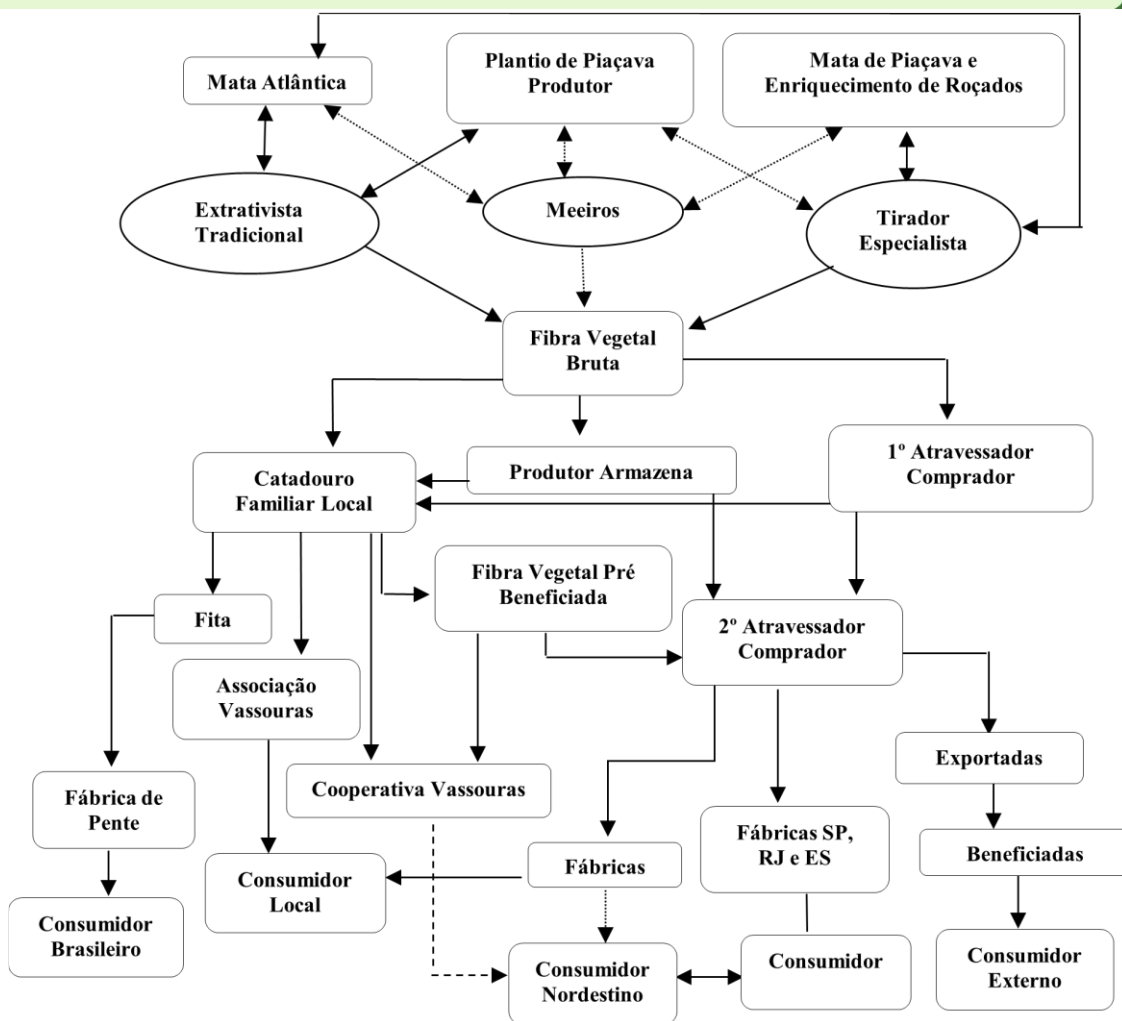 Mata Atlântica
Plantio de Piaçava
Produtor
Mata de Piaçava e
Enriquecimento de Roçados
Extrativista
Tradicional
Meeiros
Tirador
Especialista
Fibra Vegetal
Bruta
Catadouro
Familiar Local
Produtor Armazena
1º Atravessador
Comprador
Fita
Fibra Vegetal Pré
Beneficiada
2º Atravessador
Comprador
Associação
Vassouras
Fábrica de
Pente
Cooperativa Vassouras
Exportadas
Fábricas SP,
RJ e ES
Beneficiadas
Fábricas
Consumidor
Local
Consumidor
Brasileiro
Consumidor
Nordestino
Consumidor
Consumidor
Externo